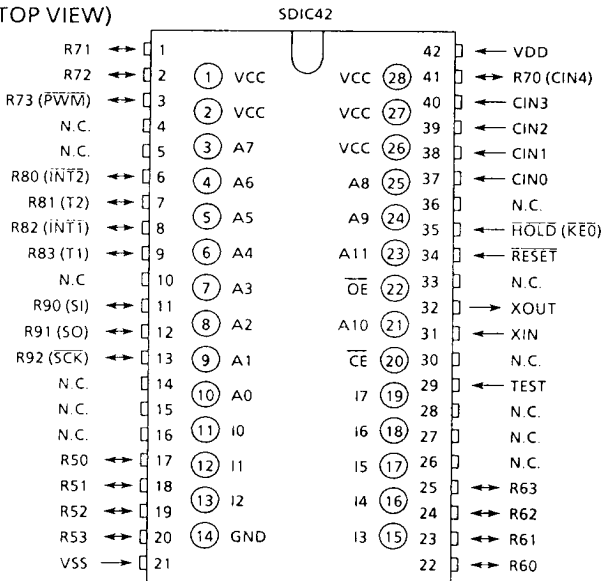 TOP VIEW) SDIC42
R71 1 42 VDD
R72 2 1 VCC VCC 28 41 R70 (CIN4)
R73 (PWM) 3 2 VCC VCC 27 40 CIN3
N.C. 4 39 CIN2
N.C. 5 3 A7 VCC 26 38 CIN1
R80 (INT2) 6 4 A6 A8 25 37 CIN0
R81 (T2) 7 36 N.C.
R82 (INT1) 8 5 A5 A9 24 35 HOLD (KE0)
R83 (T1) 9 6 A4 A11 23 34 RESET
N.C 10 7 A3 OE 22 33 N.C.
R90 (SI) 11 32 XOUT
R91 (SO) 12 8 A2 A10 21 31 XIN
R92 (SCK) 13 9 A1 CE 20 30 N.C.
N.C. 14 10 A0 I7 19 29 TEST
N.C. 15 28 N.C.
N.C. 16 11 I0 I6 18 27 N.C.
R50 17 12 I1 I5 17 26 N.C.
R51 18 25 R63
R52 19 13 I2 I4 16 24 R62
R53 20 14 GND I3 15 23 R61
VSS 21 22 R60